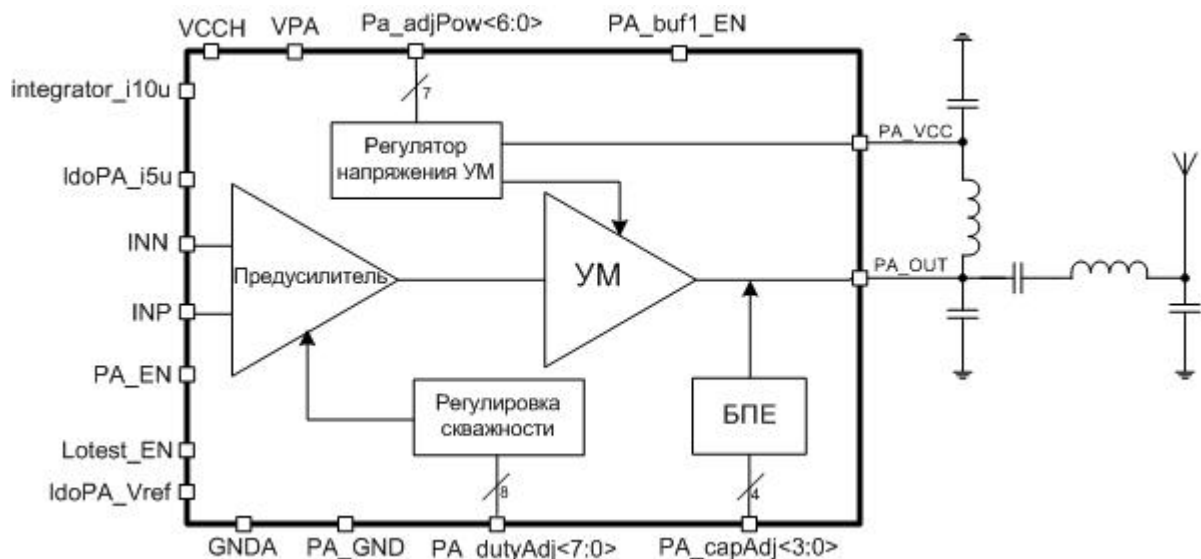 VCCH
VPA
Pa_adjPow<6:0>
PA_buf1_EN
integrator_i10u
7
Регулятор
напряжения УМ
PA_VCC
ldoPA_i5u
INN
Предусилитель
УМ
PA_OUT
INP
PA_EN
Регулировка
скважности
БПЕ
Lotest_EN
ldoPA_Vref
8
4
GNDA
PA_GND
PA_dutyAdj<7:0>
PA_capAdj<3:0>